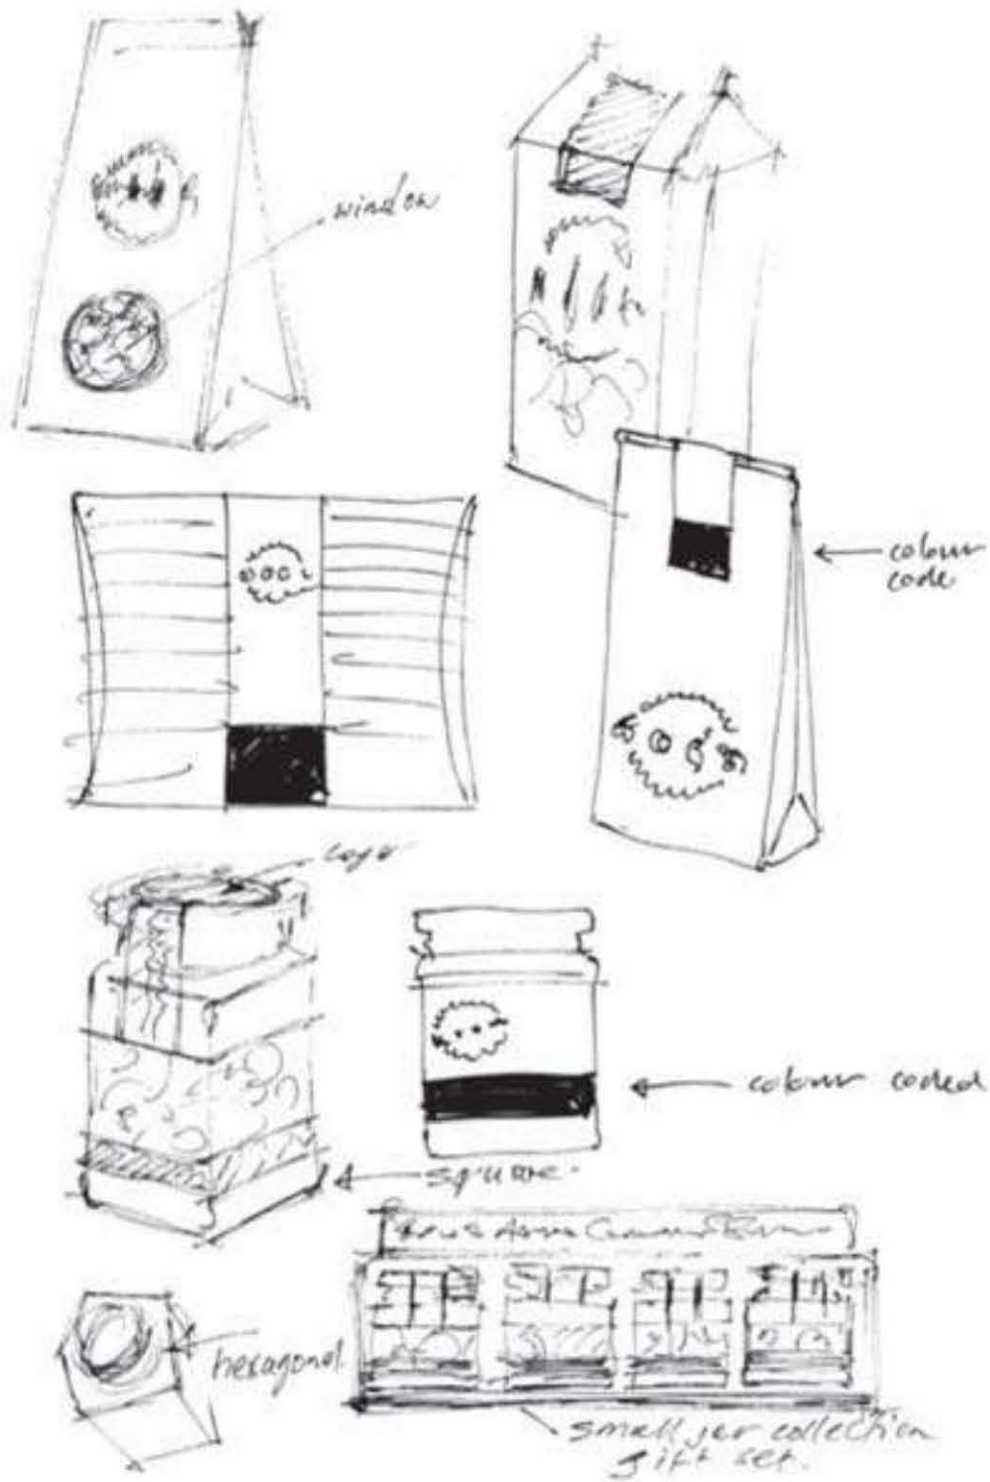 window
colour
code
logo
colour coded
square.
hexagonal.
small jar collection
gift set.